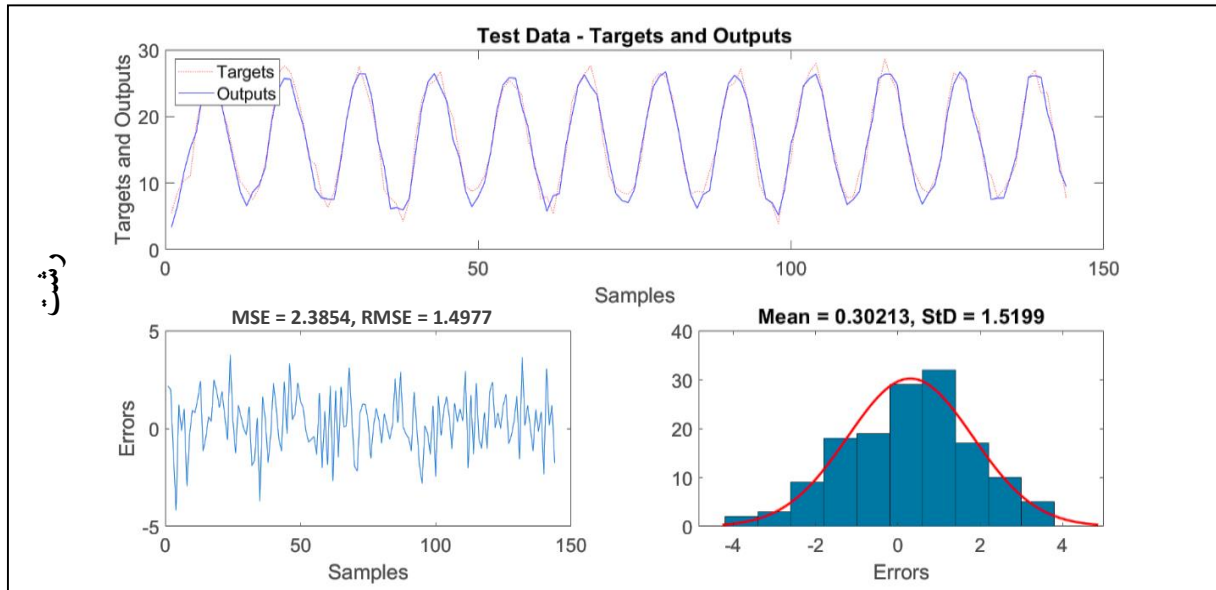 Test Data - Targets and Outputs
30
20
10
0
Targets and Outputs
Targets
Outputs
0
50
100
150
Samples
رشت
MSE = 2.3854, RMSE = 1.4977
5
0
-5
Errors
0
50
100
150
Samples
Mean = 0.30213, StD = 1.5199
40
30
20
10
0
-4
-2
0
2
4
Errors